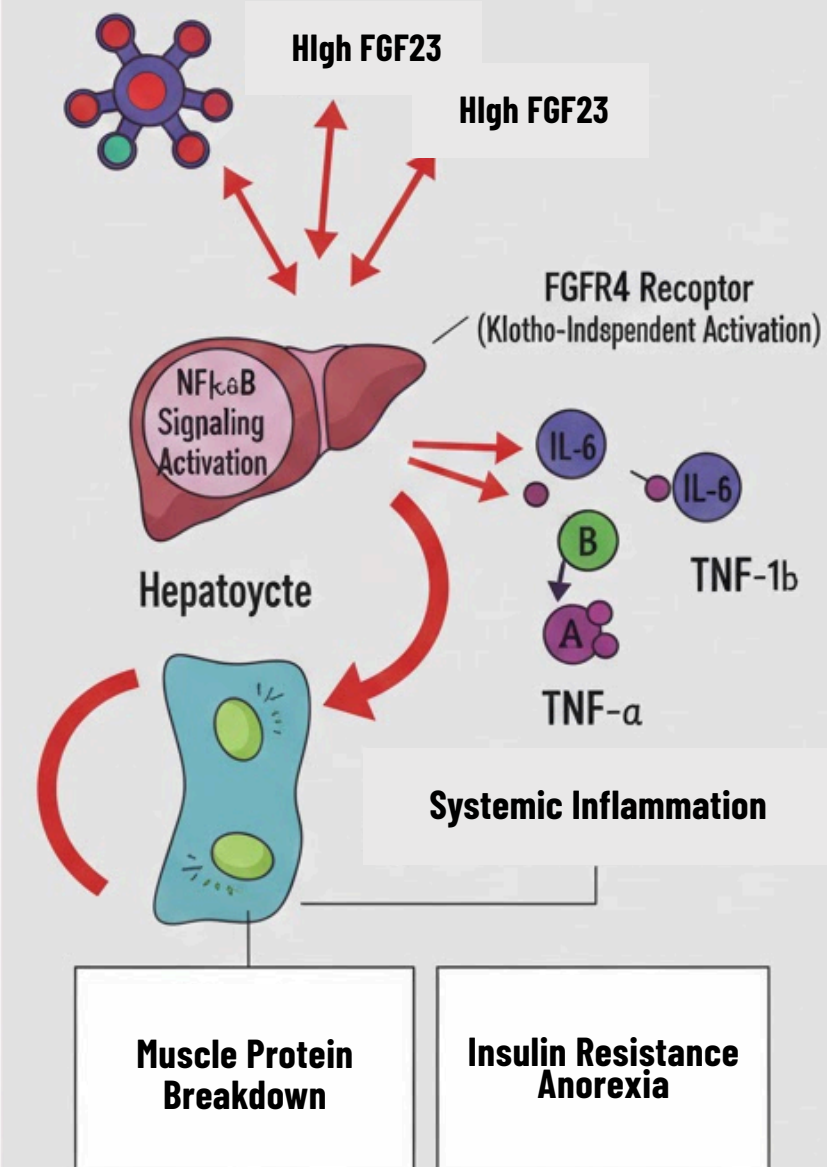 HIgh FGF23
HIgh FGF23
FGFR4 Recoptor
(Klotho-Indspendent Activation)
Signaling
Activation
IL-6
IL-6
B
TNF-1b
A
TNF-a
Hepatoycte
Systemic Inflammation
Muscle Protein
Breakdown
Insulin Resistance
Anorexia